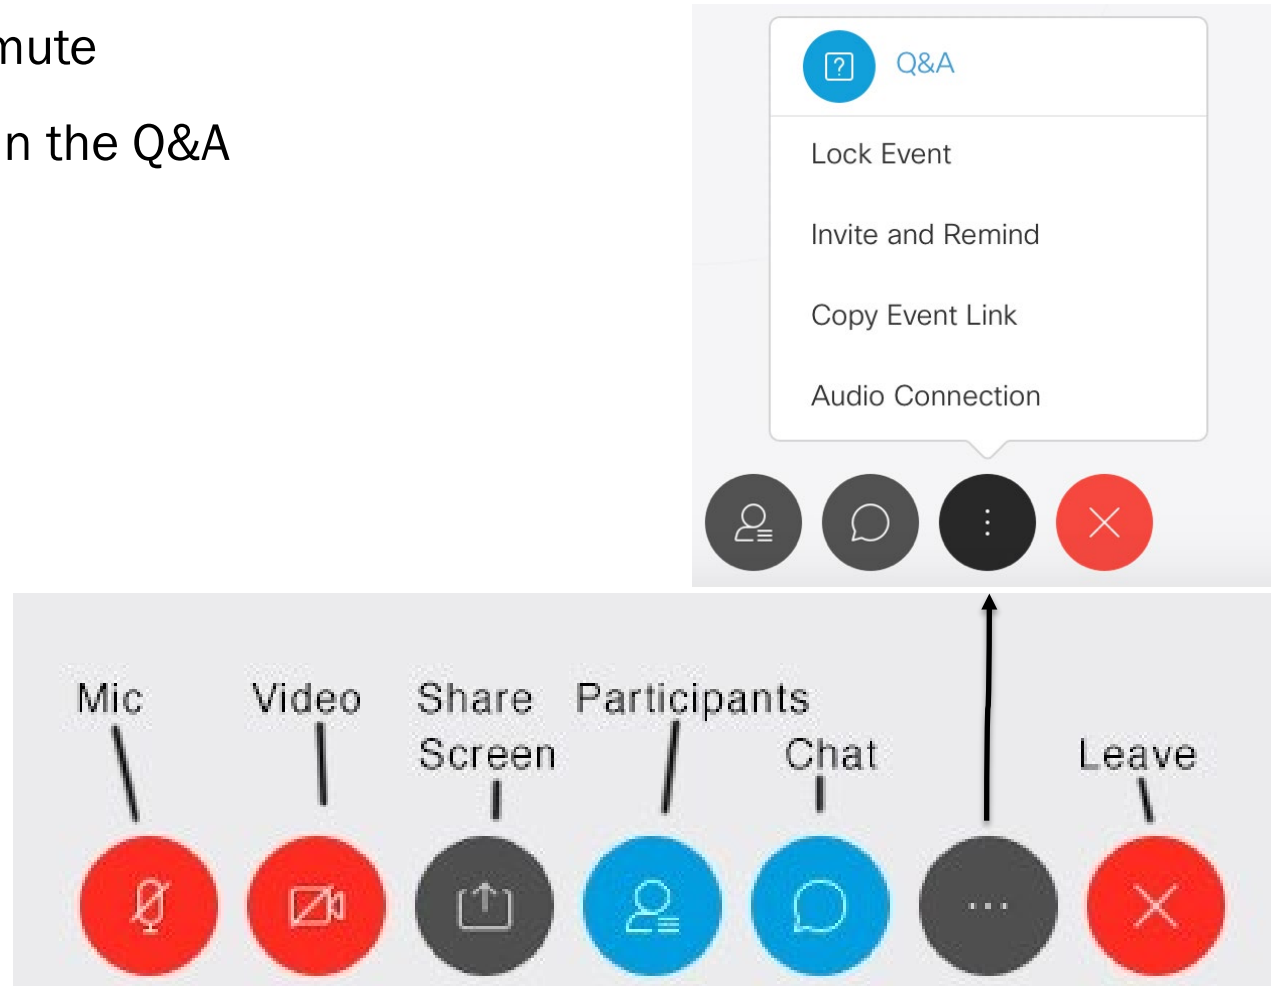 mute
n the Q&A
Q&A
Lock Event
Invite and Remind
Copy Event Link
Audio Connection
Mic
Video
Share
Screen
Participants
Chat
Leave